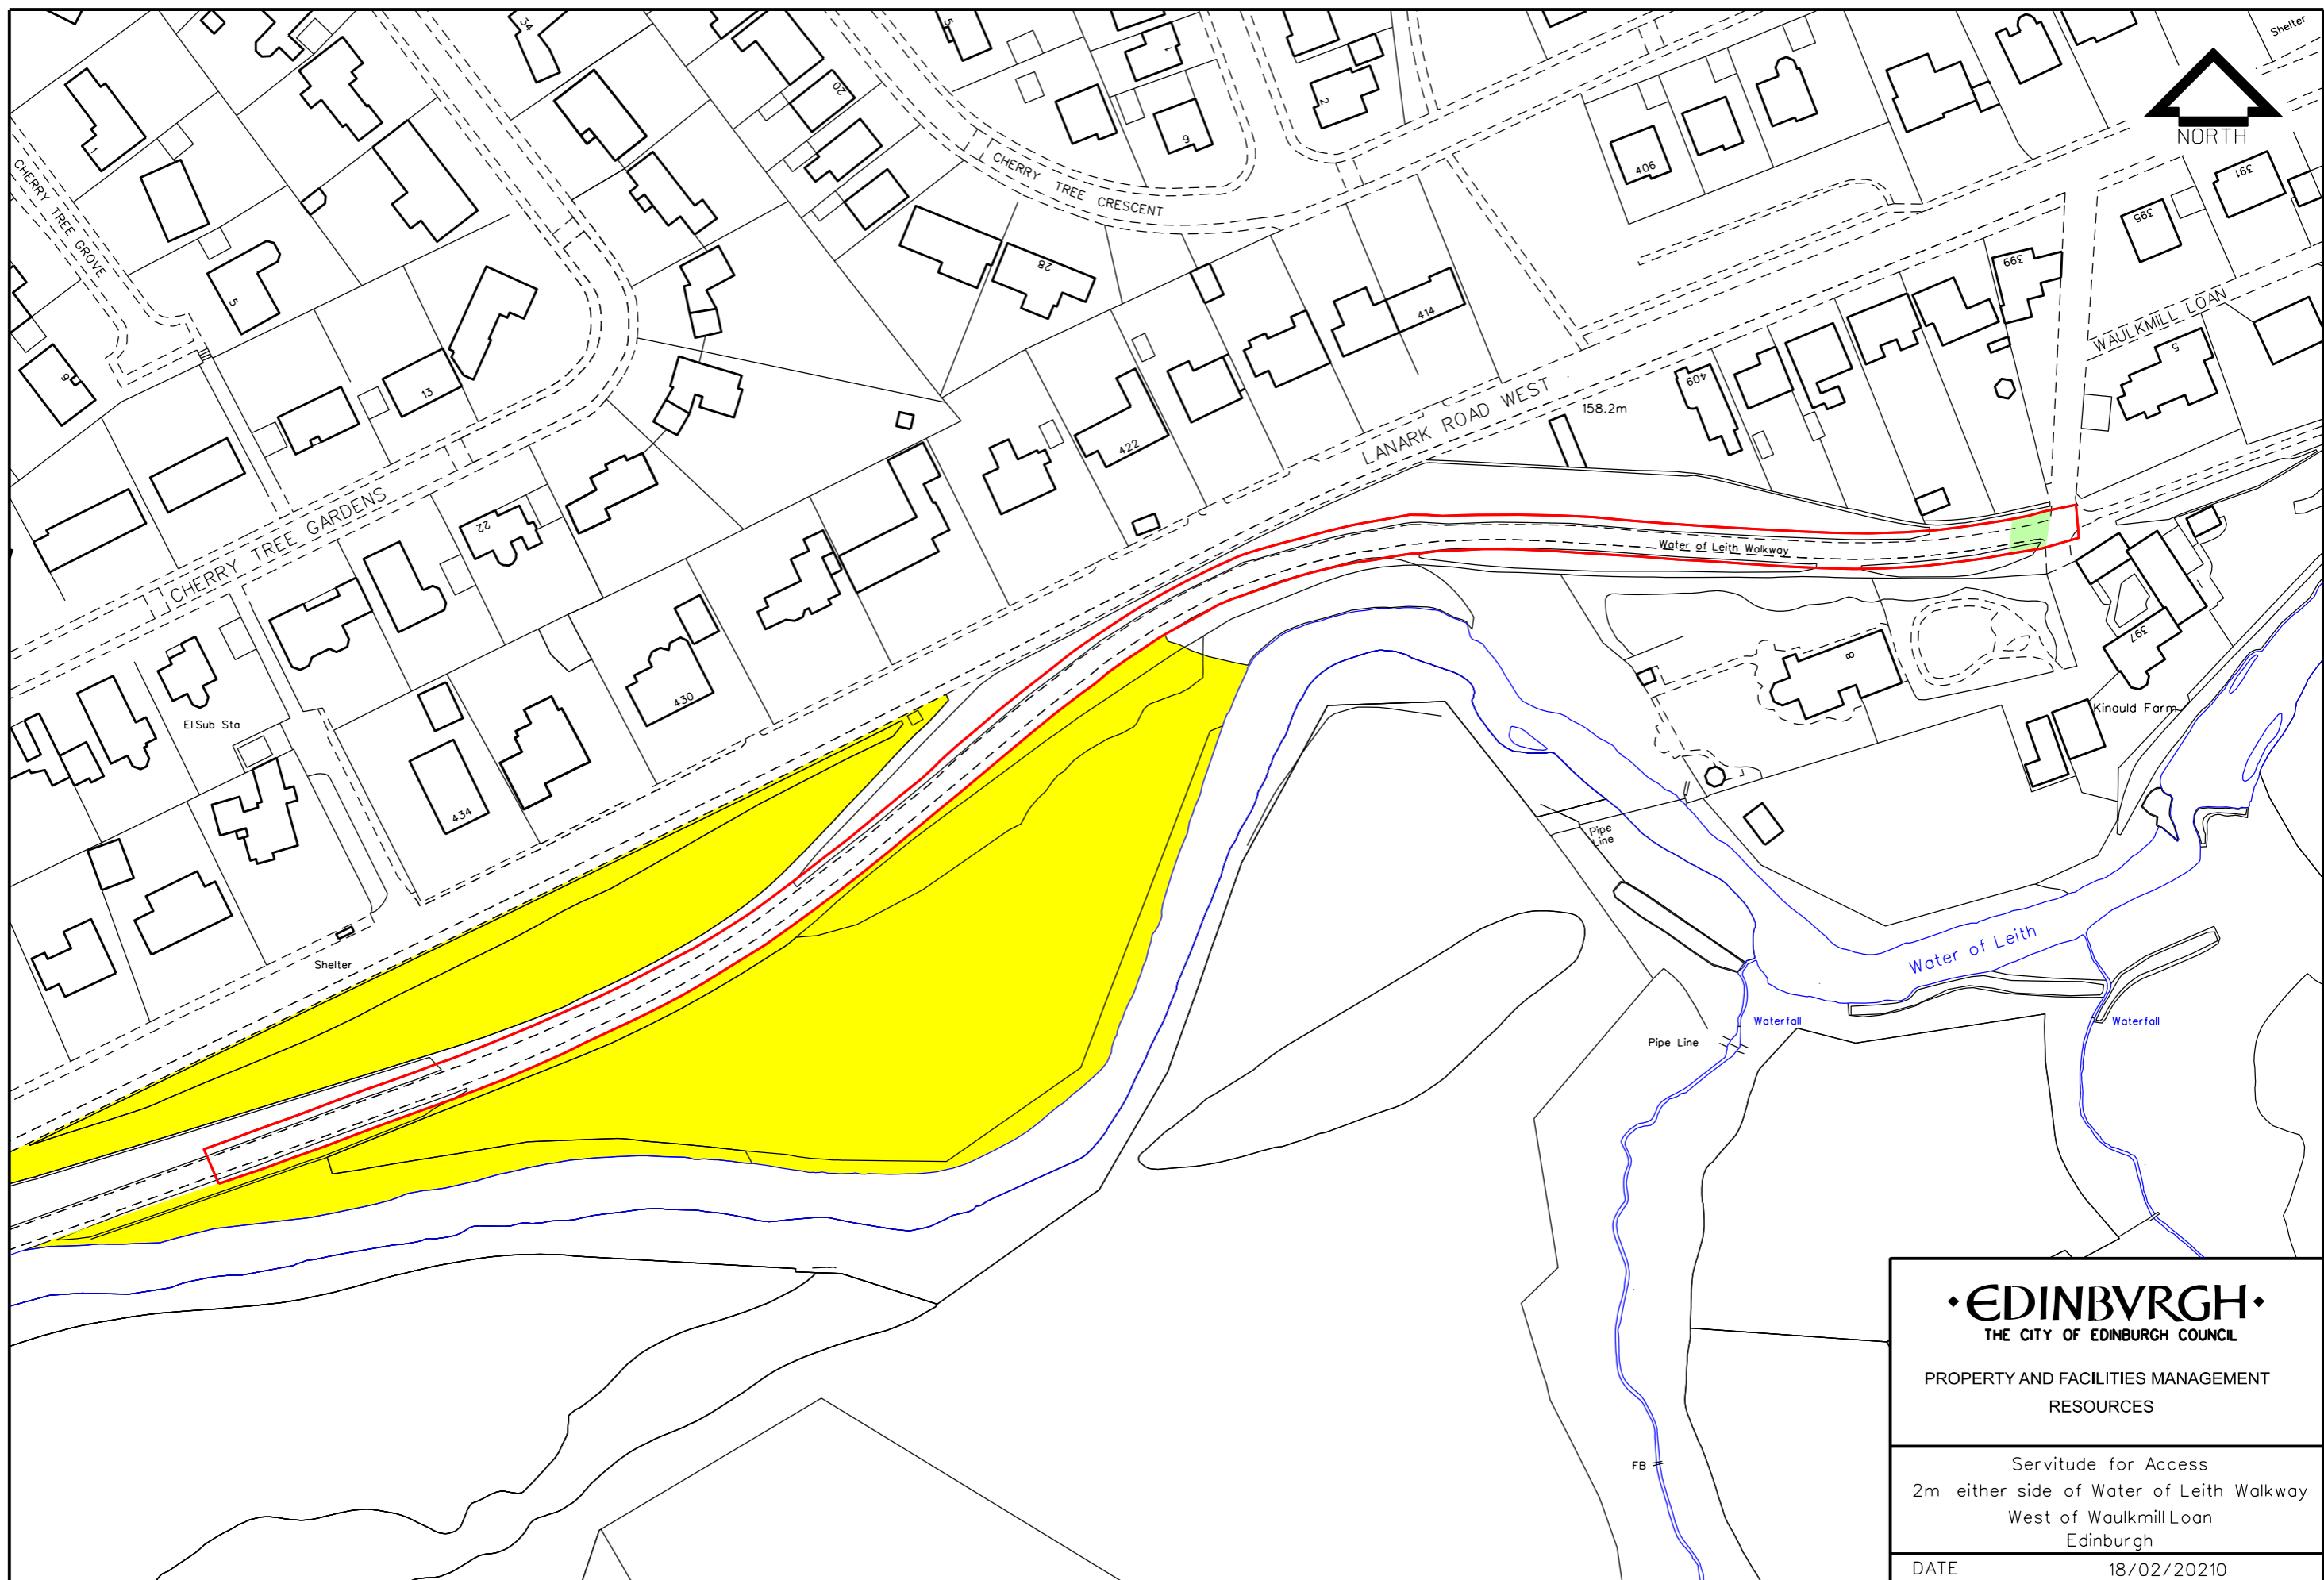 34
5
1
Shelter
1
20
2
6
406
NORTH
391
CHERRY TREE GROVE
CHERRY TREE CRESCENT
395
5
28
399
414
WAULKMILL LOAN
5
9
13
409
LANARK ROAD WEST
158.2m
422
22
CHERRY TREE GARDENS
Water of Leith Walkway
430
8
397
El Sub Sta
Kinauld Farm
434
Pipe
Line
Water of Leith
Shelter
Waterfall
Waterfall
Pipe Line
FB
EDINBVRGH
THE CITY OF EDINBURGH COUNCIL
PROPERTY AND FACILITIES MANAGEMENT
RESOURCES
Servitude for Access
2m either side of Water of Leith Walkway
West of Waulkmill Loan
Edinburgh
DATE 18/02/20210